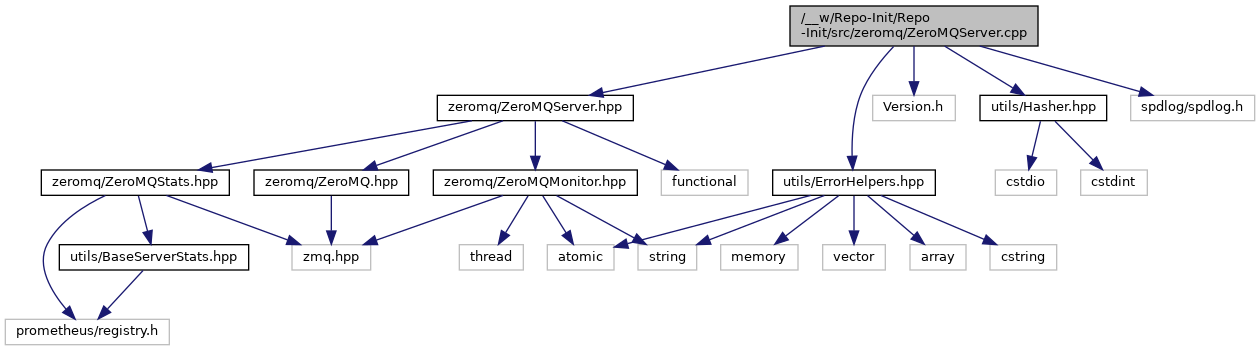 /__w/Repo-Init/Repo
-Init/src/zeromq/ZeroMQServer.cpp
zeromq/ZeroMQServer.hpp
Version.h
utils/Hasher.hpp
spdlog/spdlog.h
zeromq/ZeroMQStats.hpp
zeromq/ZeroMQ.hpp
zeromq/ZeroMQMonitor.hpp
functional
utils/ErrorHelpers.hpp
cstdio
cstdint
utils/BaseServerStats.hpp
zmq.hpp
thread
atomic
string
memory
vector
array
cstring
prometheus/registry.h